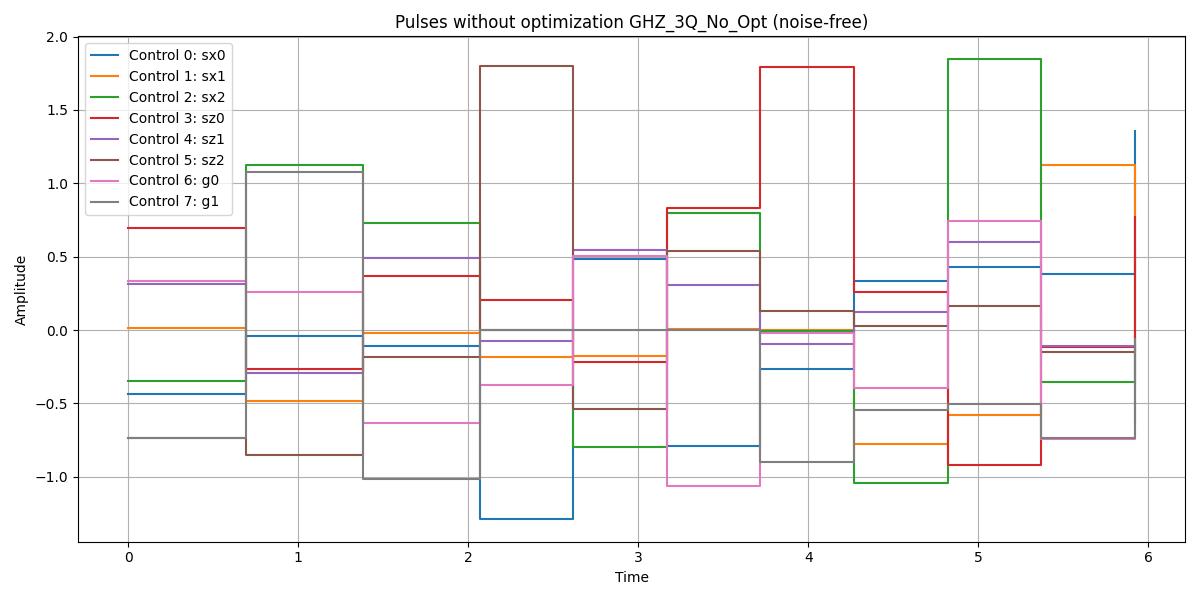 Pulses without optimization GHZ_3Q_No_Opt (noise-free)
2.0
1.5
1.0
0.5
0.0
−0.5
−1.0
Amplitude
Control 0: sx0
Control 1: sx1
Control 2: sx2
Control 3: sz0
Control 4: sz1
Control 5: sz2
Control 6: g0
Control 7: g1
0 1 2 3 4 5 6
Time